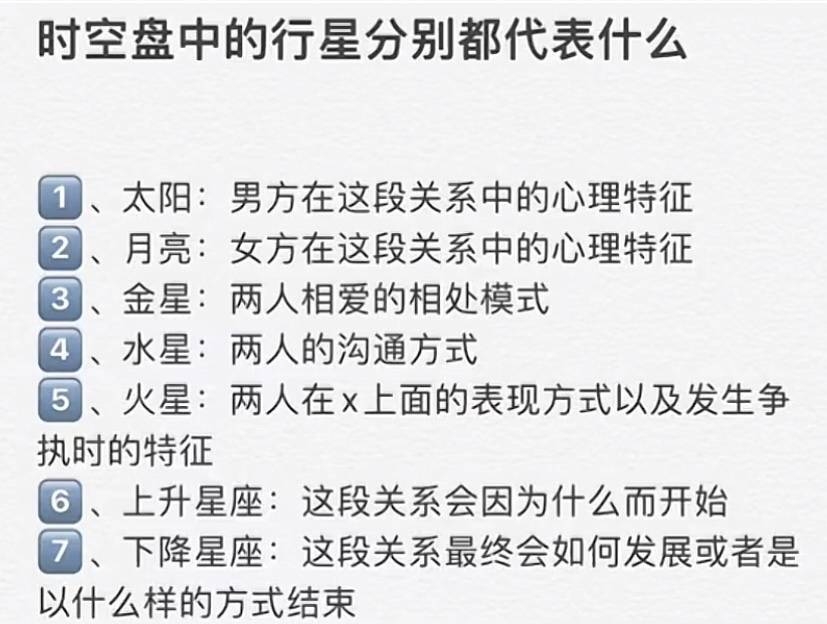 时空盘中的行星分别都代表什么
1、太阳：男方在这段关系中的心理特征
2、月亮：女方在这段关系中的心理特征
3、金星：两人相爱的相处模式
4、水星：两人的沟通方式
5、火星：两人在x上面的表现方式以及发生争
执时的特征
6、上升星座：这段关系会因为什么而开始
7、下降星座：这段关系最终会如何发展或者是
以什么样的方式结束